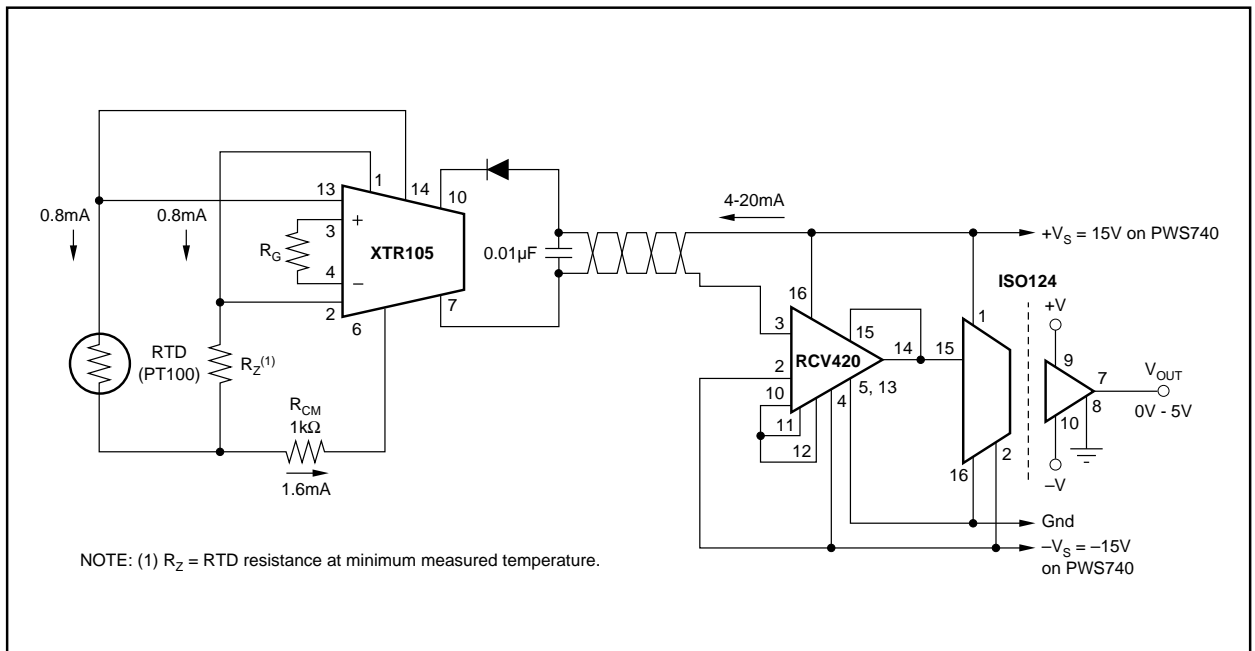 4-20mA
1
14
10
13
0.8mA
0.8mA
+
3
R_G
XTR105
4
–
2
6
7
0.01µF
+V_S = 15V on PWS740
ISO124
16
3
15
2
RCV420
14
15
10
5, 13
4
11
12
1
+V
9
7
V_OUT
8
0V - 5V
10
2
16
–V
RTD
(PT100)
R_Z(1)
R_CM
1kΩ
1.6mA
Gnd
–V_S = –15V
on PWS740
NOTE: (1) R_Z = RTD resistance at minimum measured temperature.